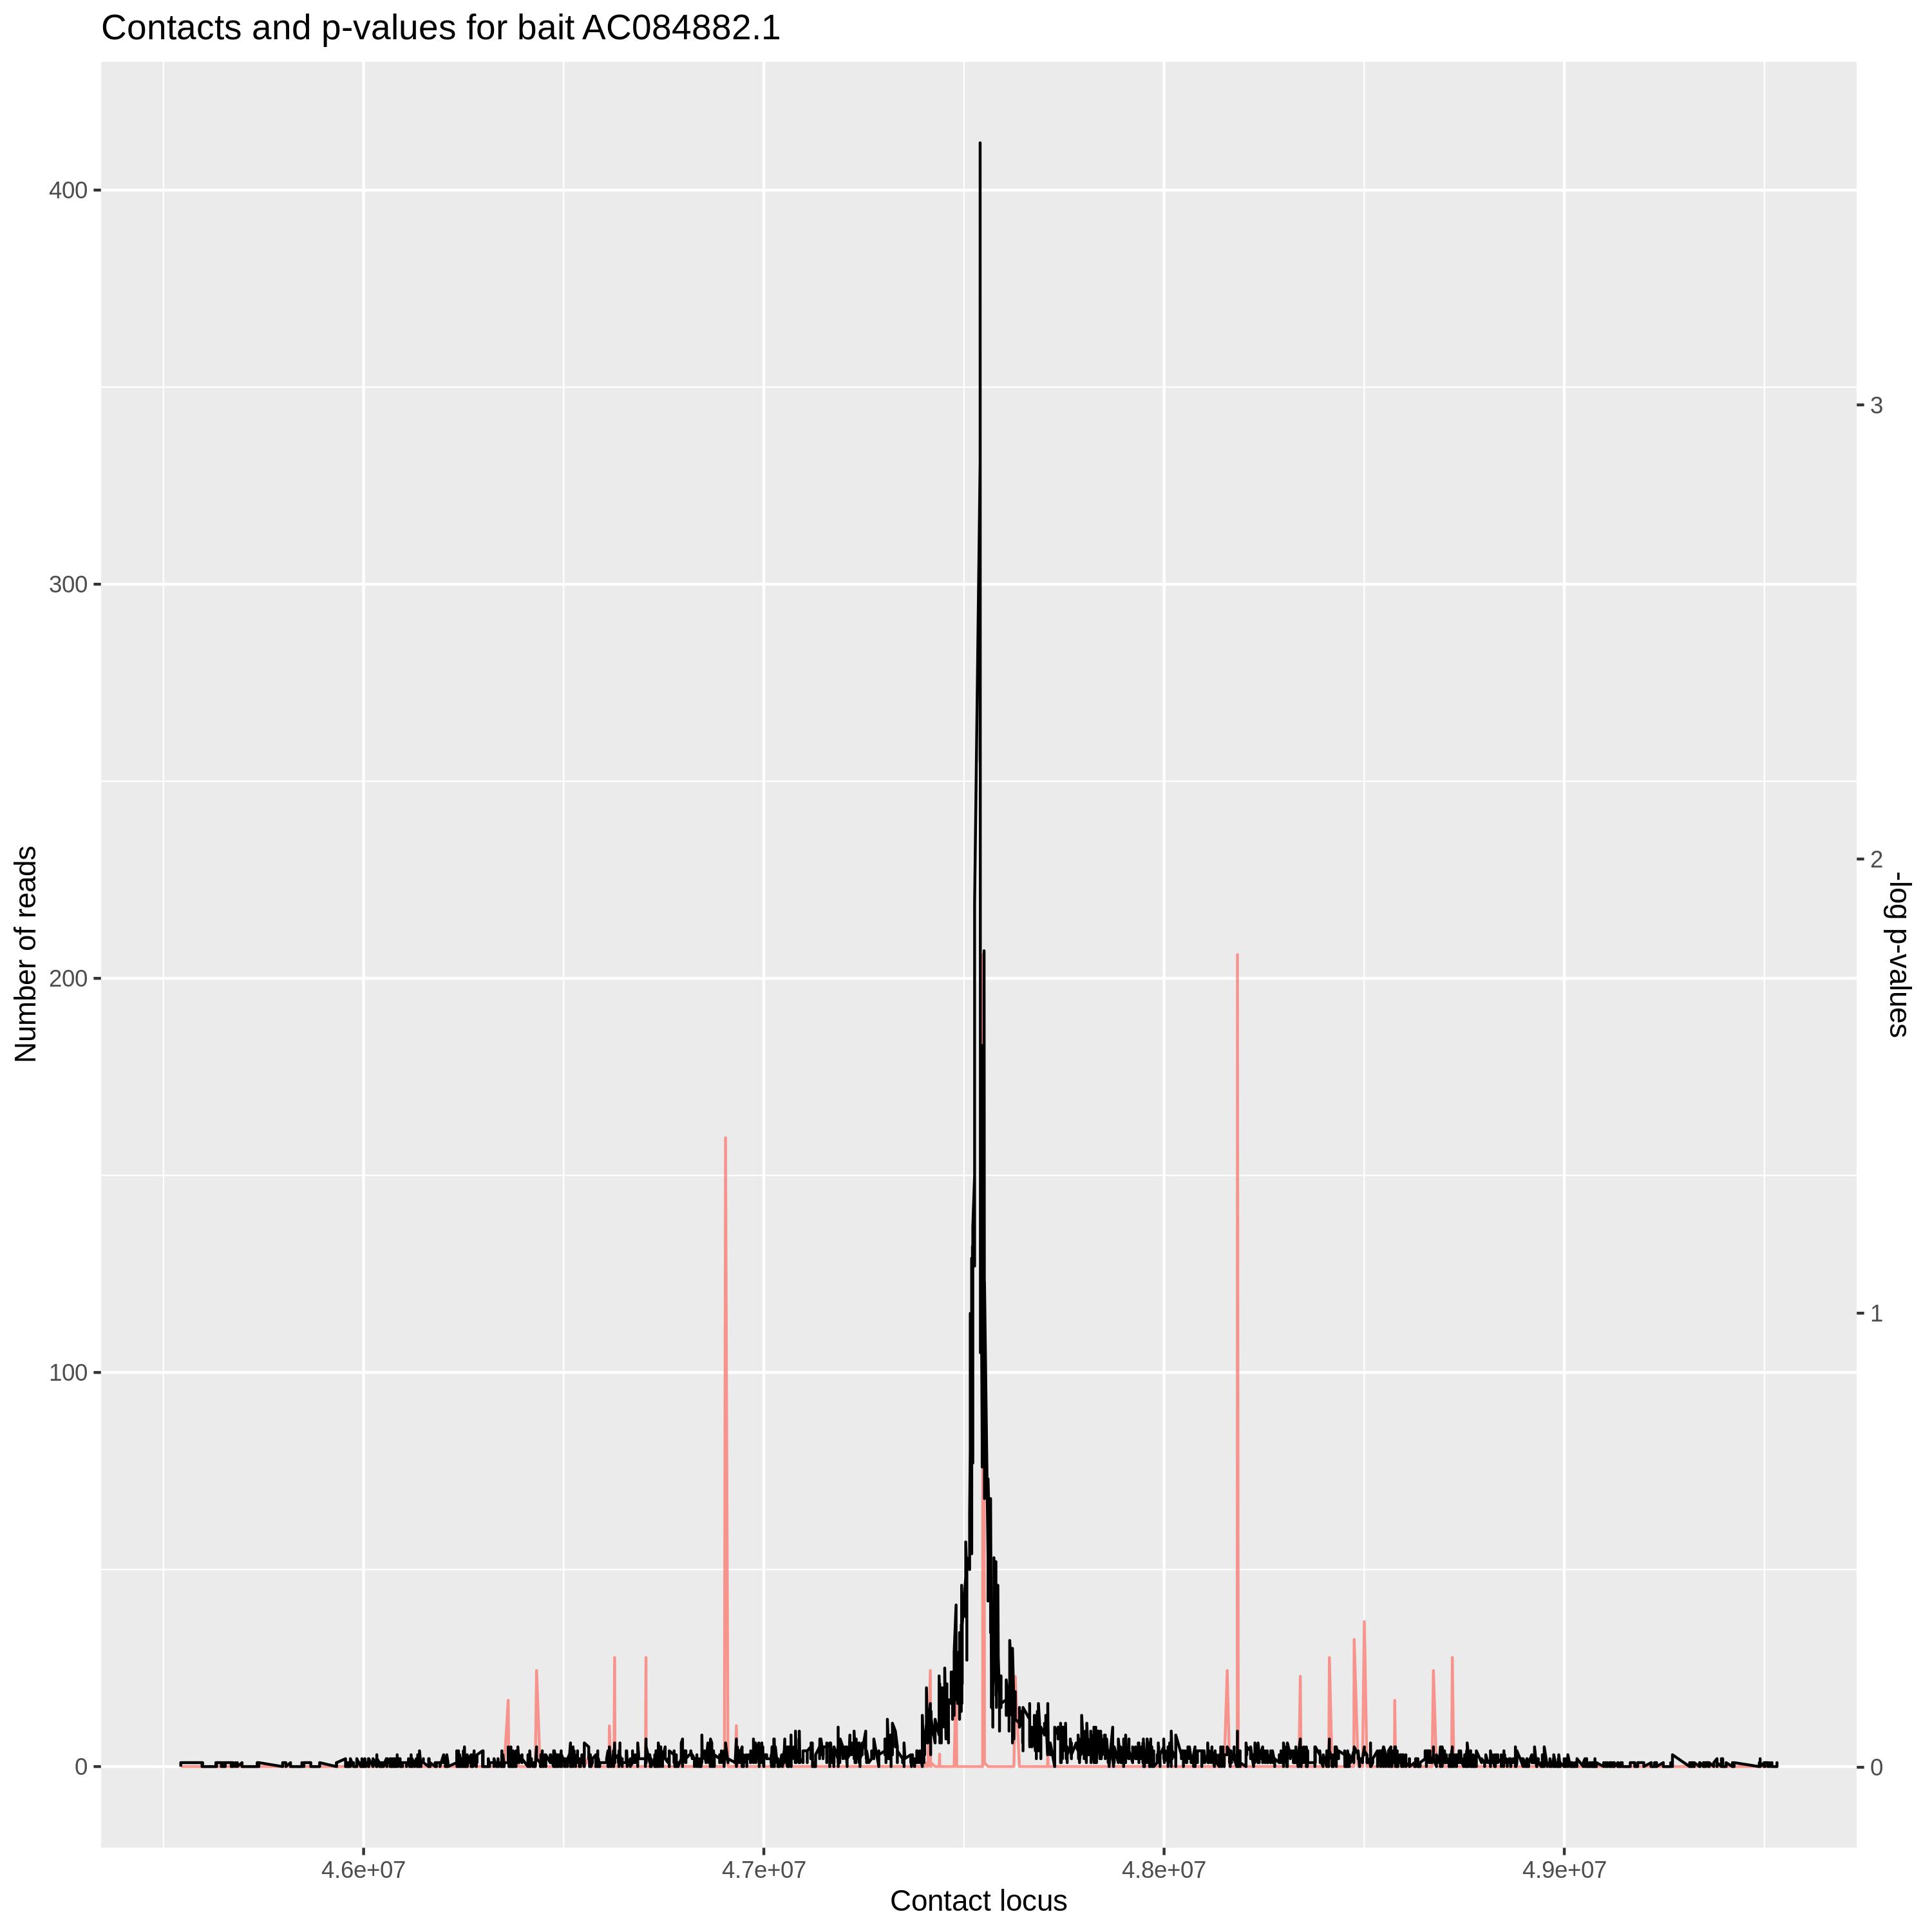 Contacts and p-values for bait AC084882.1
400
300
200
100
0
Number of reads
3
2
1
0
-log p-values
4.6e+07
4.7e+07
4.8e+07
4.9e+07
Contact locus